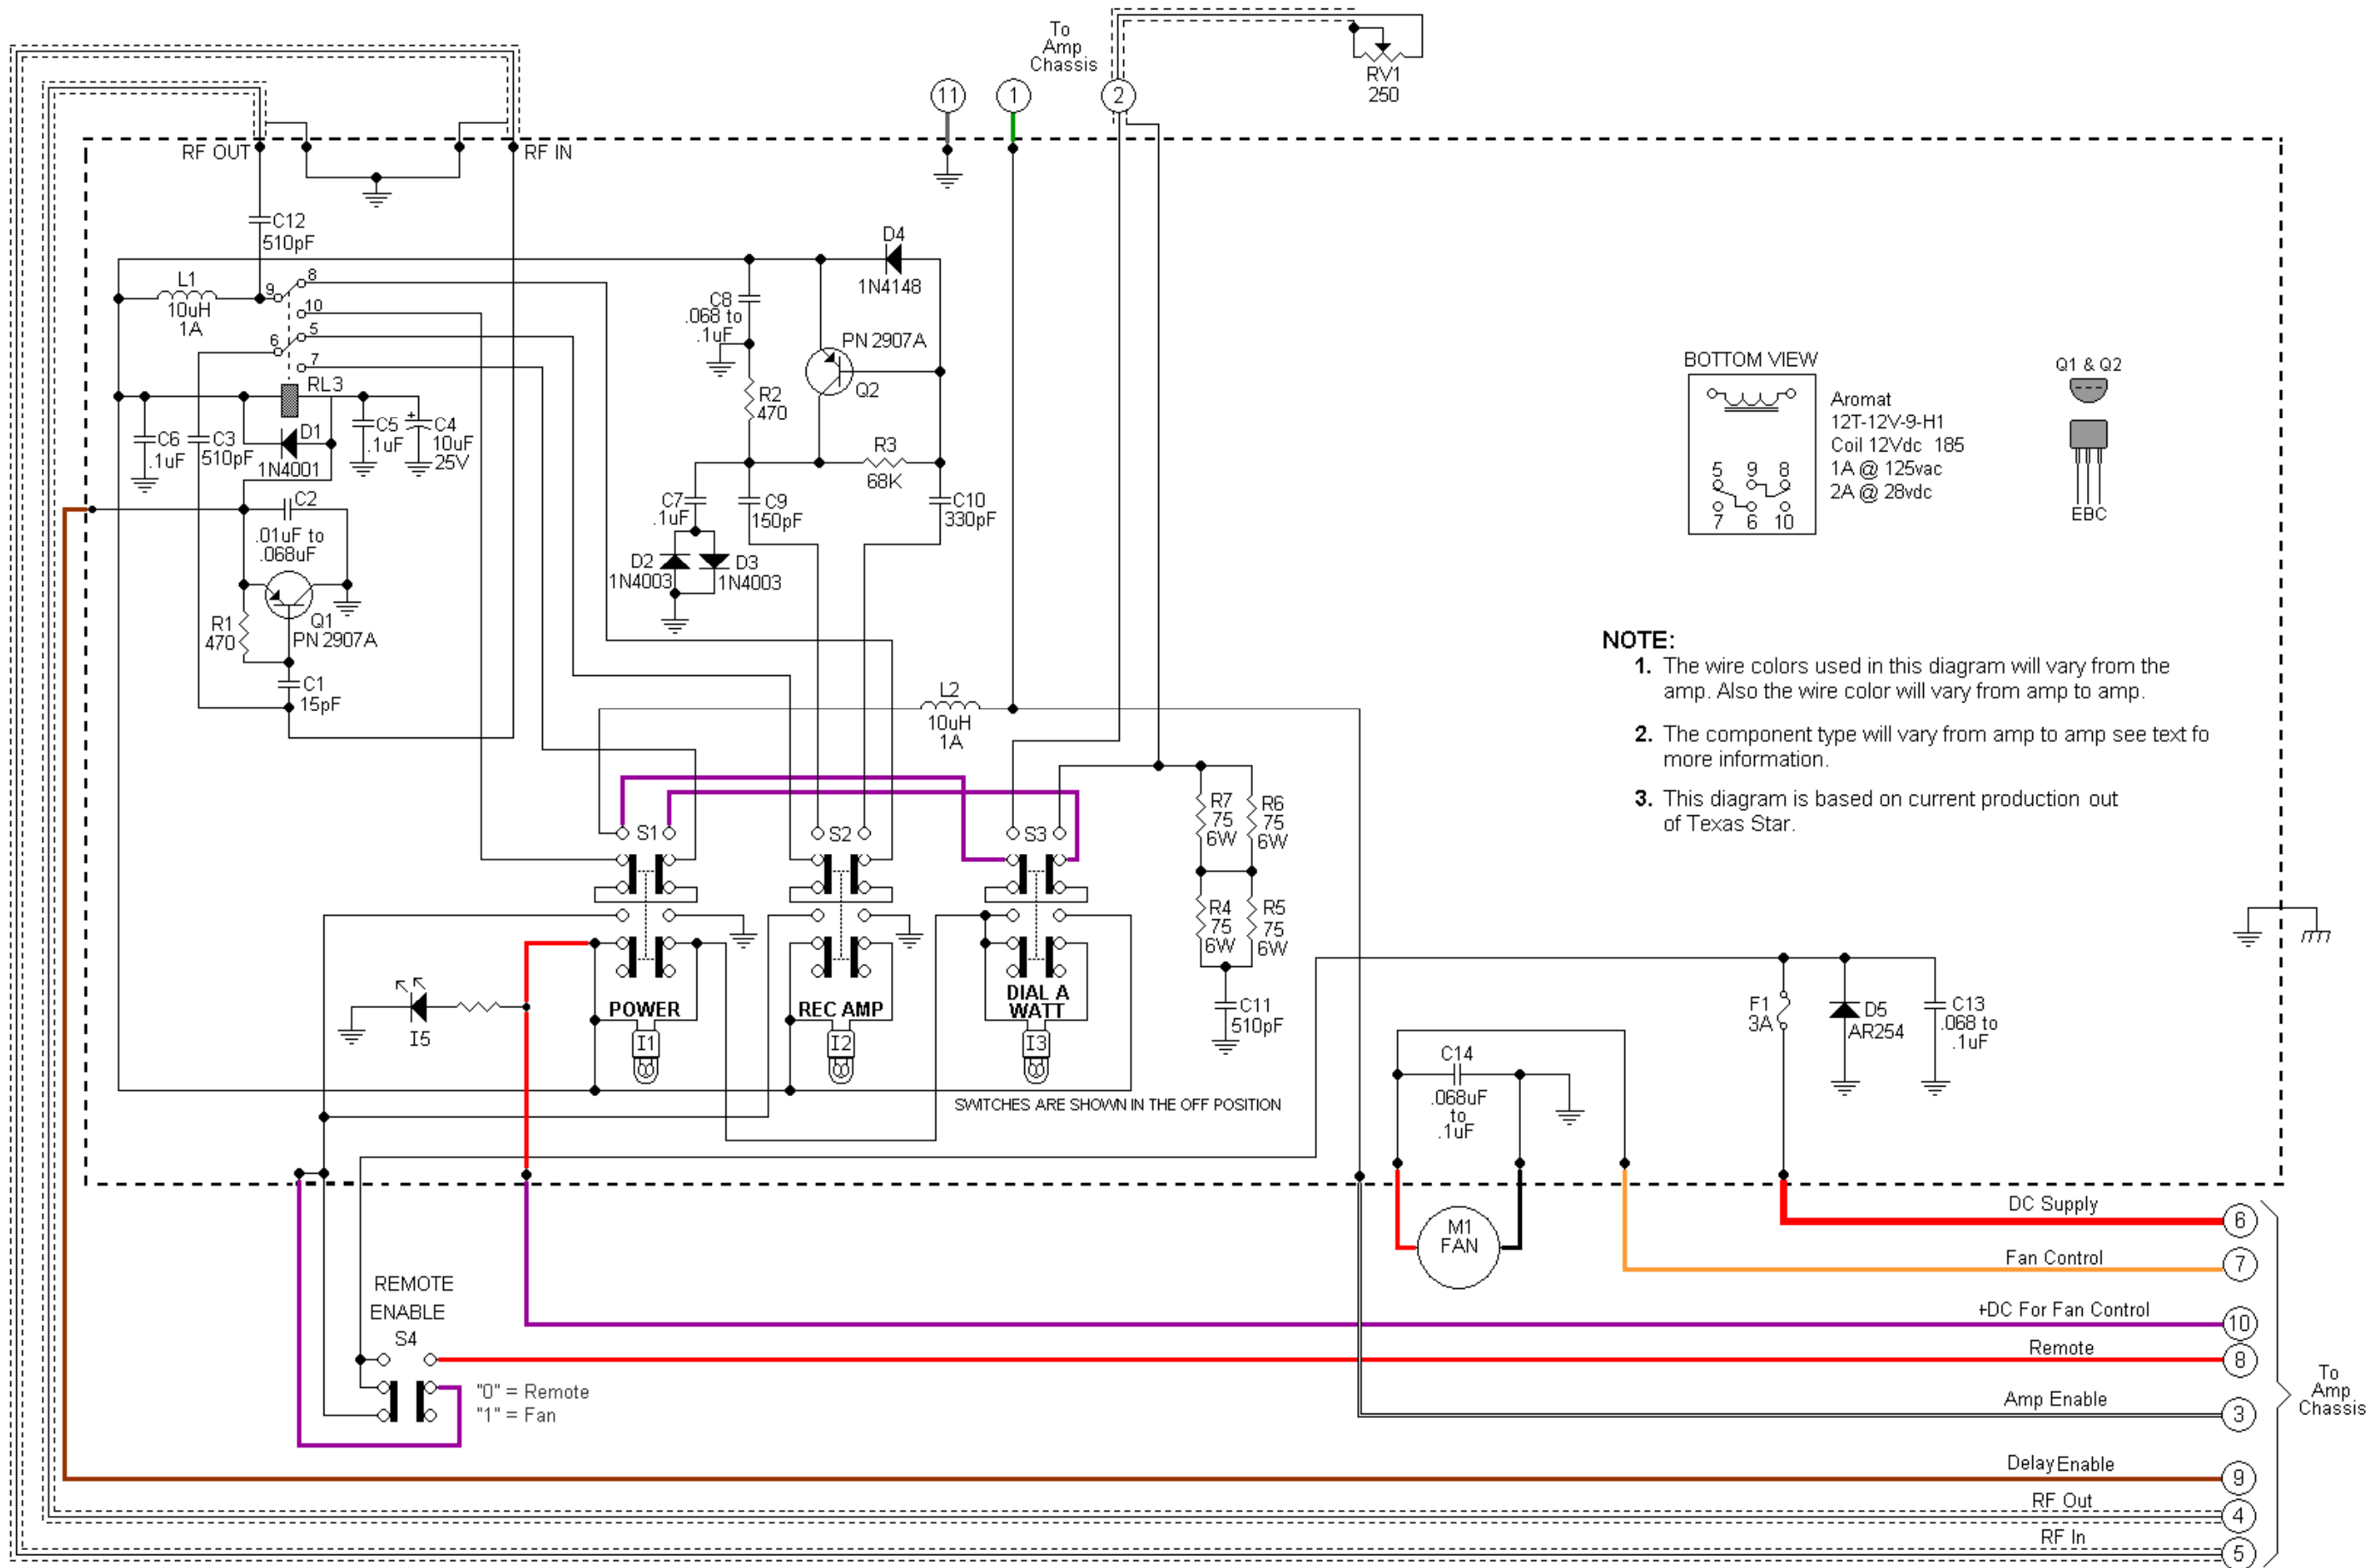 To
Amp
Chassis
RV1
250
11
1
2
RF OUT
RF IN
C12
510pF
D4
1N4148
L1
10uH
1A
9
8
10
5
6
7
RL3
C8
.068 to
.1uF
PN 2907A
Q2
R2
470
R3
68K
C6
.1uF
C3
510pF
D1
1N4001
C5
.1uF
+
C4
10uF
25V
C2
.01uF to
.068uF
C7
.1uF
C9
150pF
C10
330pF
D2
1N4003
D3
1N4003
R1
470
Q1
PN 2907A
C1
15pF
L2
10uH
1A
BOTTOM VIEW
5 9 8
7 6 10
Aromat
12T-12V-9-H1
Coil 12Vdc 185
1A @ 125vac
2A @ 28vdc
Q1 & Q2
EBC
NOTE:
1. The wire colors used in this diagram will vary from the
amp. Also the wire color will vary from amp to amp.
2. The component type will vary from amp to amp see text fo
more information.
3. This diagram is based on current production out
of Texas Star.
S1
S2
S3
R7
75
6W
R6
75
6W
R4
75
6W
R5
75
6W
C11
510pF
POWER
REC AMP
DIAL A
WATT
I1
I2
I3
I5
SWITCHES ARE SHOWN IN THE OFF POSITION
F1
3A
D5
AR254
C13
.068 to
.1uF
C14
.068uF
to
.1uF
M1
FAN
REMOTE
ENABLE
S4
"0" = Remote
"1" = Fan
DC Supply
6
Fan Control
7
+DC For Fan Control
10
Remote
8
Amp Enable
3
Delay Enable
9
RF Out
4
RF In
5
To
Amp
Chassis